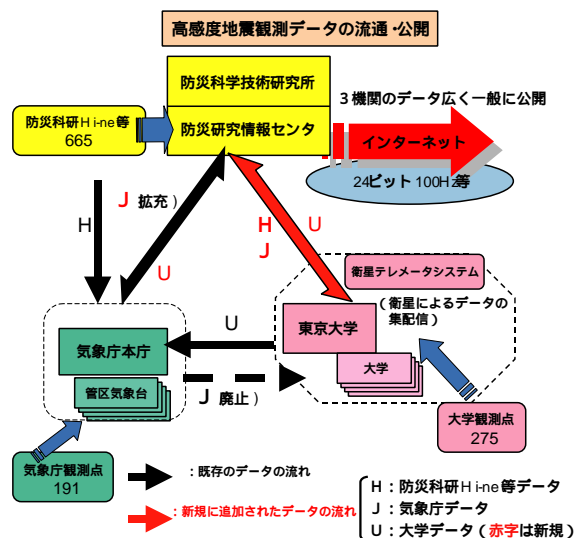 高感度地震観測データの流通・公開
防災科学技術研究所
防災研究情報センタ
3機関のデータ広く一般に公開
インターネット
24ビット 100Hz等
防災科研Hi-ne等
665
H
J 拡充)
U
H
J
U
衛星テレメータシステム
(衛星によるデータの
集配信)
東京大学
大学
気象庁本庁
管区気象台
U
J 廃止)
大学観測点
275
気象庁観測点
191
:既存のデータの流れ
:新規に追加されたデータの流れ
H:防災科研Hi-ne等データ
J:気象庁データ
U:大学データ(赤字は新規)